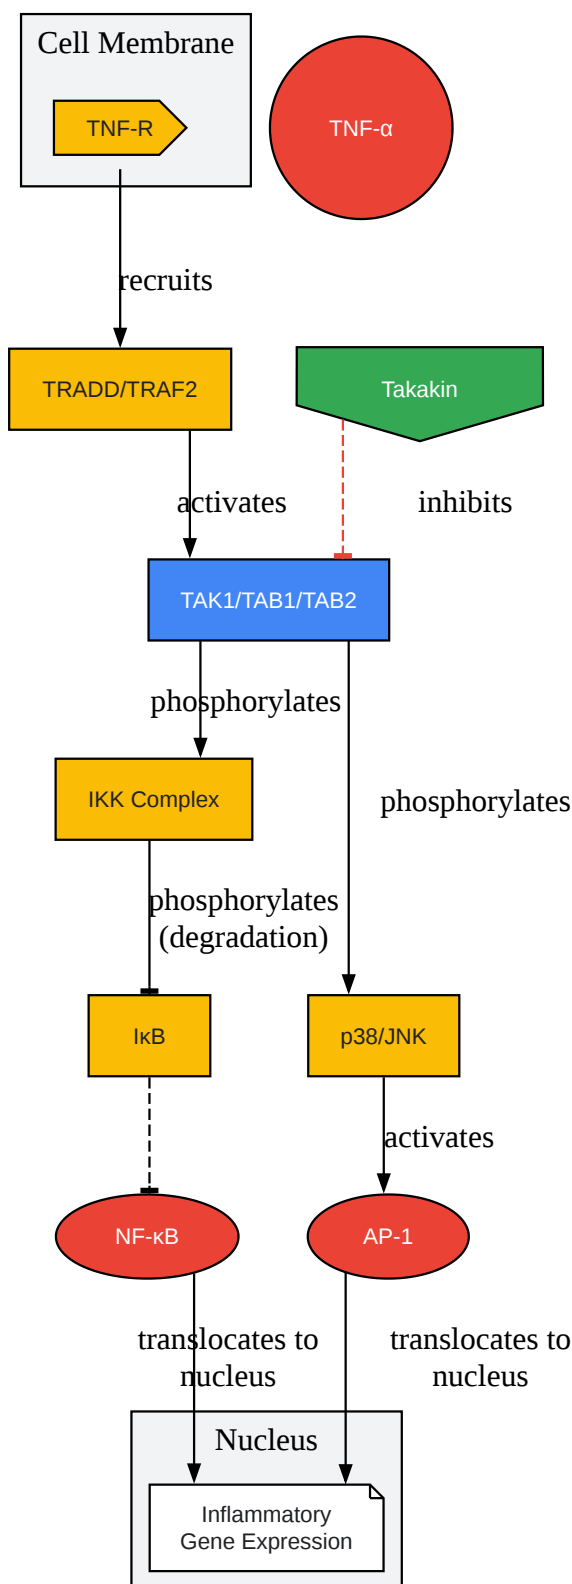 Cell Membrane
TNF-R
TNF-α
recruits
TRADD/TRAF2
Takakin
activates
inhibits
TAK1/TAB1/TAB2
phosphorylates
IKK Complex
phosphorylates
phosphorylates
(degradation)
IκB
p38/JNK
activates
NF-κB
AP-1
translocates to
nucleus
translocates to
nucleus
Nucleus
Inflammatory
Gene Expression